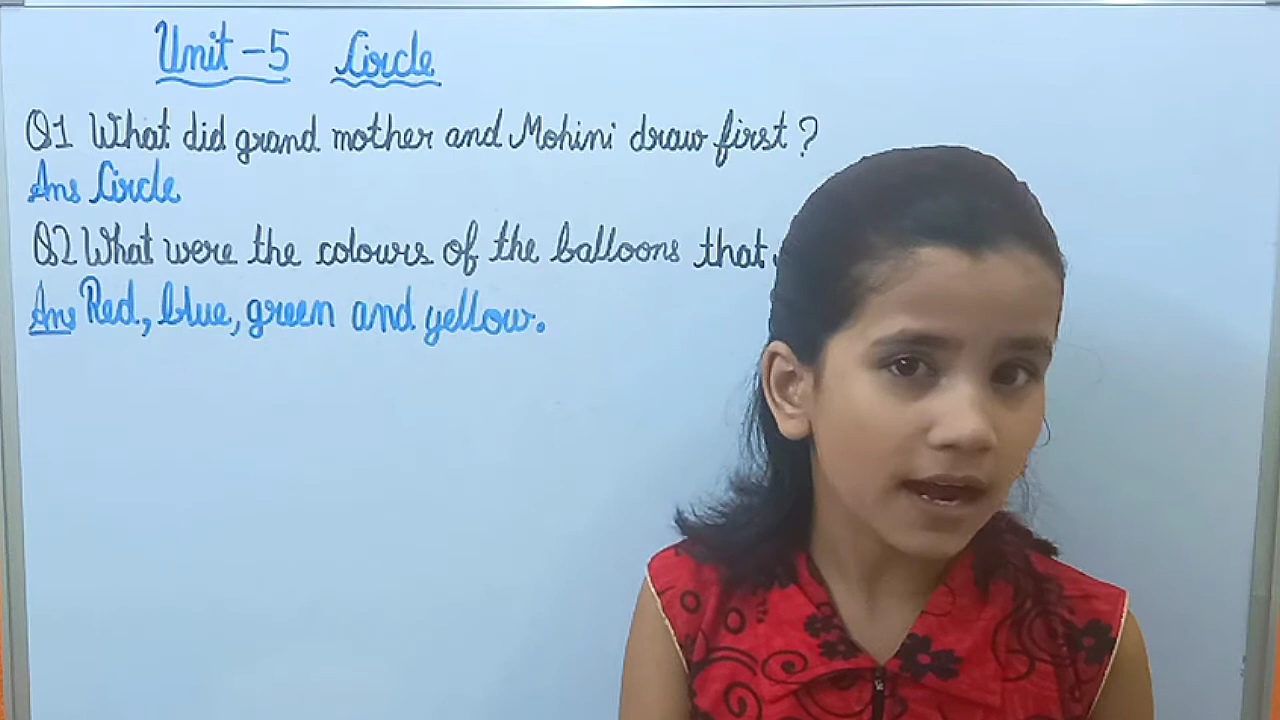 Unit-5 Circle
Q1 What did grand mother and Mohini draw first?
Ans Circle
Q2 What were the colours of the balloons that
Ans Red, blue, green and yellow.